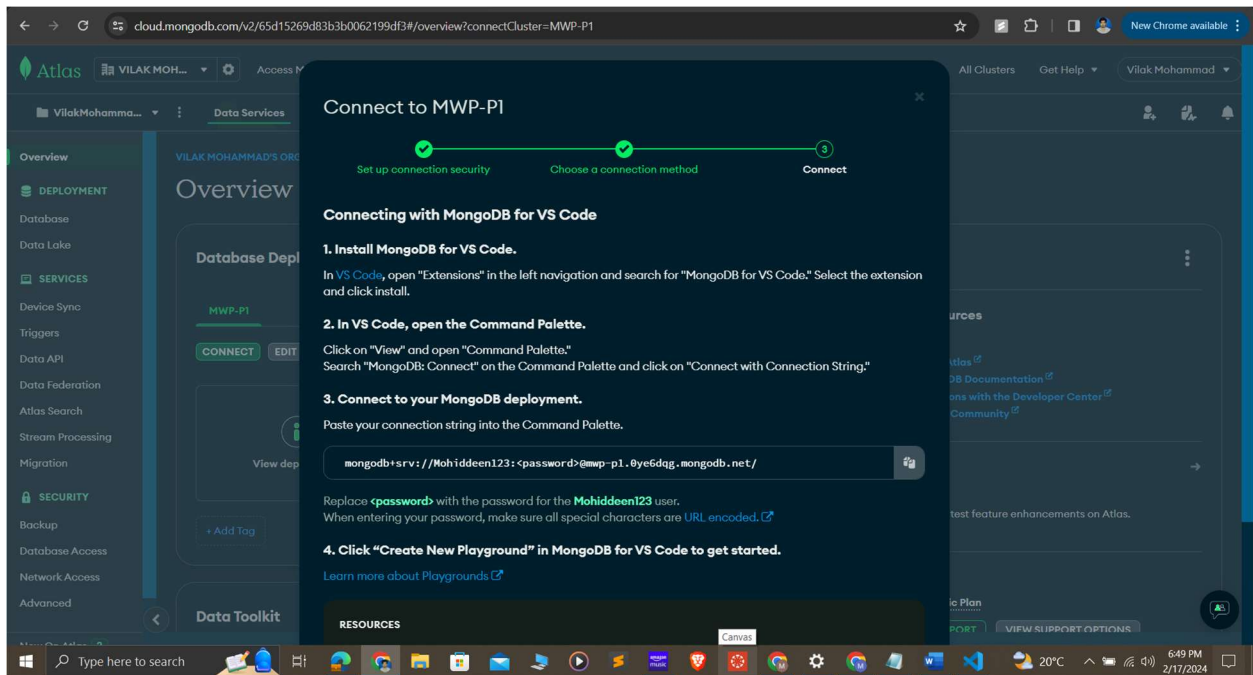 cloud.mongodb.com/v2/65d15269d83b3b0062199df3#/overview?connectCluster=MWP-P1
New Chrome available
Atlas
VILAK MOH...
Access M
All Clusters
Get Help
Vilak Mohammad
VilakMohamma...
Data Services
Overview
DEPLOYMENT
Database
Data Lake
SERVICES
Device Sync
Triggers
Data API
Data Federation
Atlas Search
Stream Processing
Migration
SECURITY
Backup
Database Access
Network Access
Advanced
New On Atlas
VILAK MOHAMMAD'S ORG
Overview
Database Depl
MWP-P1
CONNECT
EDIT
View dep
+ Add Tag
Data Toolkit
Connect to MWP-P1
Set up connection security
Choose a connection method
3
Connect
Connecting with MongoDB for VS Code
1. Install MongoDB for VS Code.
In VS Code, open "Extensions" in the left navigation and search for "MongoDB for VS Code." Select the extension
and click install.
2. In VS Code, open the Command Palette.
Click on "View" and open "Command Palette."
Search "MongoDB: Connect" on the Command Palette and click on "Connect with Connection String."
3. Connect to your MongoDB deployment.
Paste your connection string into the Command Palette.
mongodb+srv://Mohiddeen123:<password>@mwp-p1.0ye6dqg.mongodb.net/
Replace <password> with the password for the Mohiddeen123 user.
When entering your password, make sure all special characters are URL encoded.
4. Click “Create New Playground” in MongoDB for VS Code to get started.
Learn more about Playgrounds
RESOURCES
urces
Atlas
DB Documentation
ons with the Developer Center
Community
test feature enhancements on Atlas.
ic Plan
PORT
VIEW SUPPORT OPTIONS
Canvas
Type here to search
amazon music
20°C
6:49 PM
2/17/2024